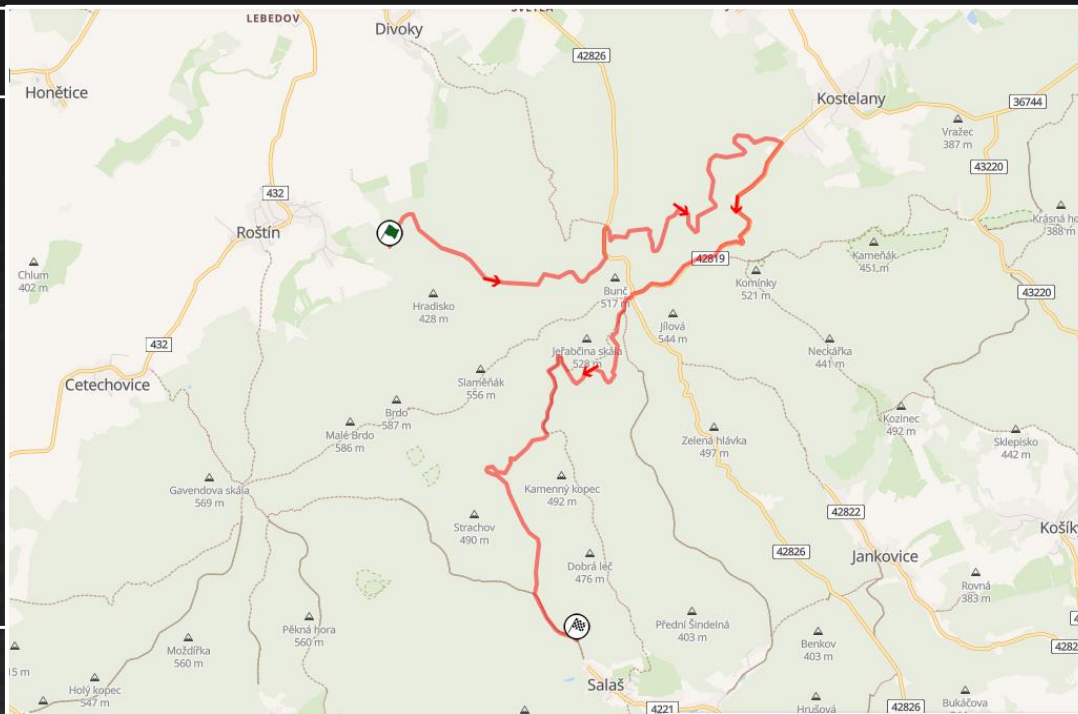 LEBEDOV
Divoky
42826
Honětice
Kostelany
36744
Vražec
387 m
43220
432
Roštín
Krásná ho
388 m
Kameňák
451 m
42819
Chlum
402 m
Komínky
521 m
Bunč
517 m
43220
Hradisko
428 m
Jílová
544 m
432
Jeřabčina skála
528 m
Neckářka
441 m
Cetechovice
Slaměňák
556 m
Brdo
587 m
Malé Brdo
586 m
Kozinec
492 m
Zelená hlávka
497 m
Sklepisko
442 m
Gavendova skála
569 m
Kamenný kopec
492 m
42822
Strachov
490 m
Košík
42826
Jankovice
Dobrá leč
476 m
Rovná
383 m
Pěkná hora
560 m
Přední Šindelná
403 m
Benkov
403 m
Moždířka
560 m
4282
15 m
Holý kopec
547 m
Salaš
4221
Hrušová
42826
Bukáčova